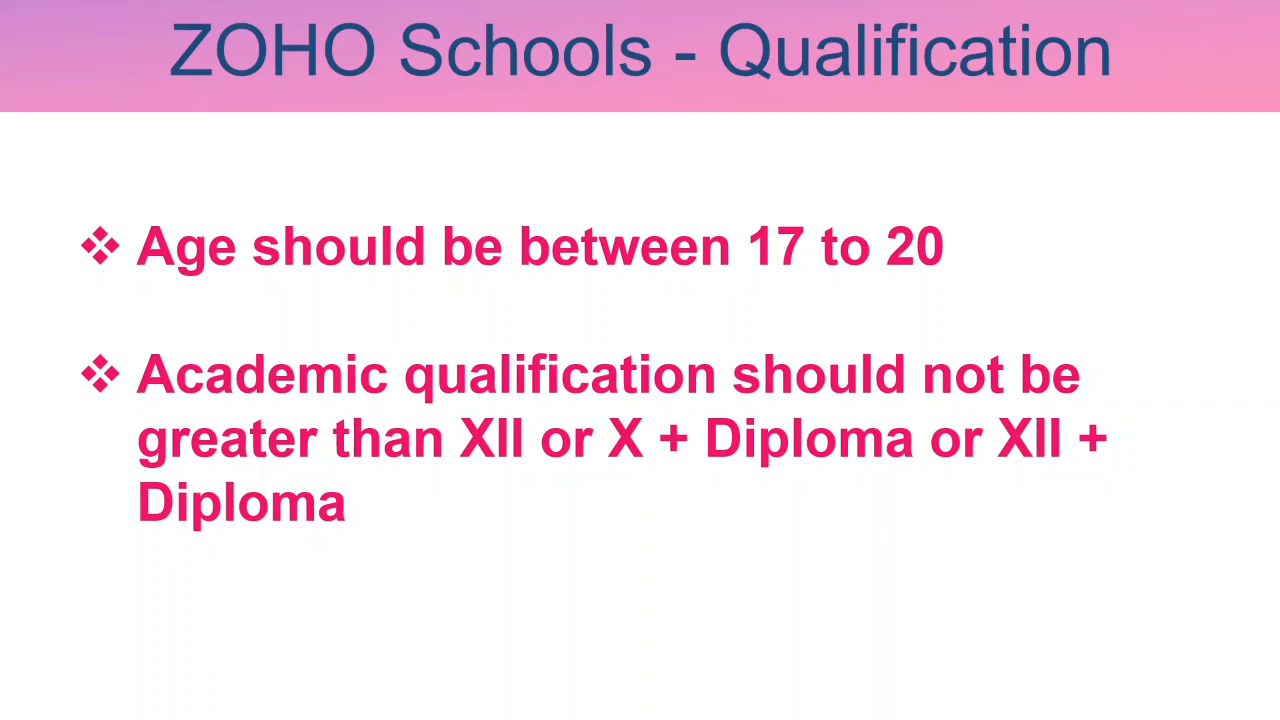 ZOHO Schools - Qualification
❖ Age should be between 17 to 20
❖ Academic qualification should not be
greater than XII or X + Diploma or XII +
Diploma